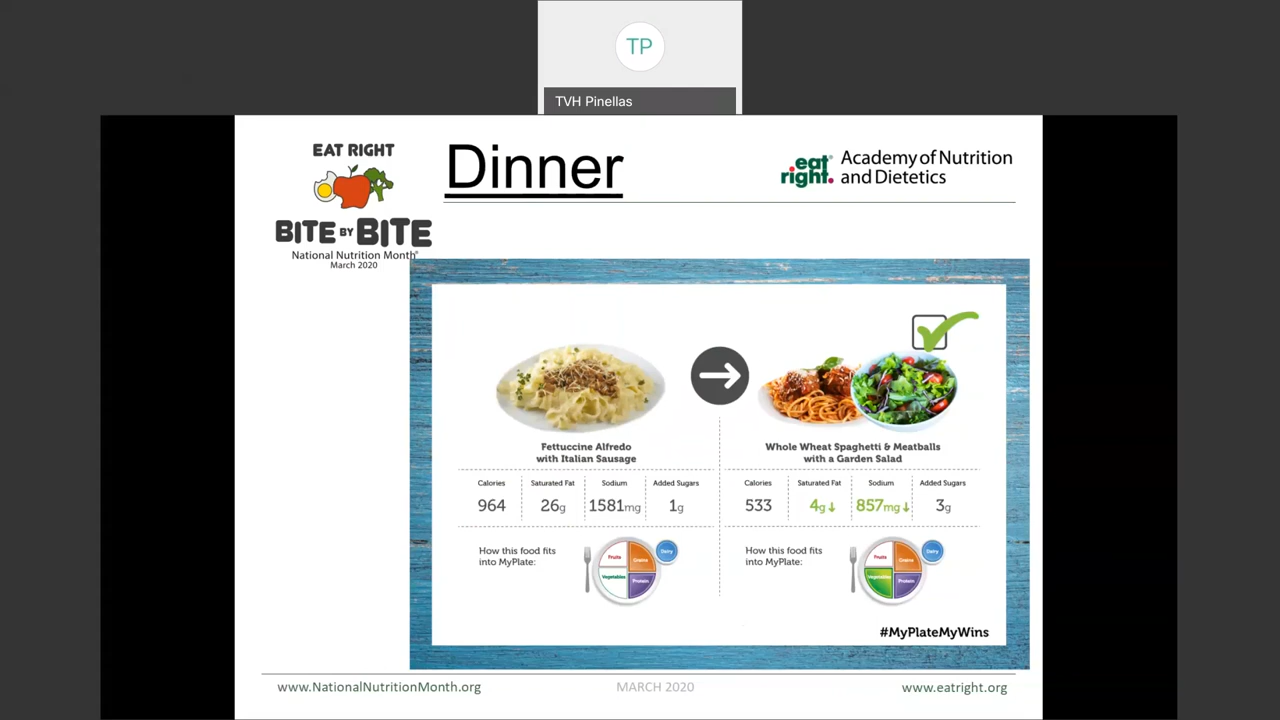 TP
TVH Pinellas
EAT RIGHT
BITE BY BITE
National Nutrition Month®
March 2020
Dinner
eat right.
Academy of Nutrition
and Dietetics
Fettuccine Alfredo
with Italian Sausage
Calories
Saturated Fat
Sodium
Added Sugars
964
26g
1581mg
1g
How this food fits
into MyPlate:
Fruits
Grains
Vegetables
Protein
Dairy
Whole Wheat Spaghetti & Meatballs
with a Garden Salad
Calories
Saturated Fat
Sodium
Added Sugars
533
4g↓
857mg↓
3g
How this food fits
into MyPlate:
Fruits
Grains
Vegetables
Protein
Dairy
#MyPlateMyWins
www.NationalNutritionMonth.org
MARCH 2020
www.eatright.org